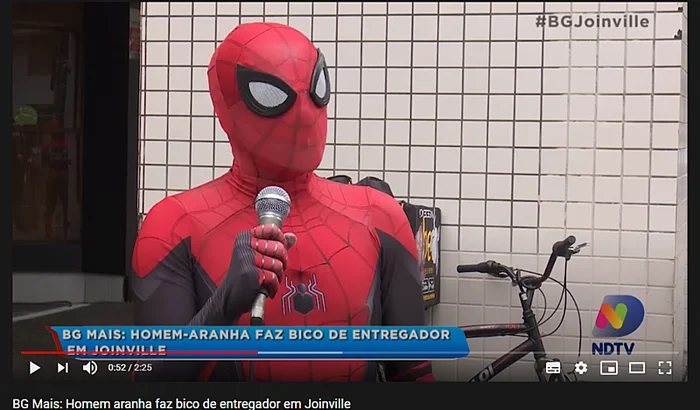 #BGJoinville
BG MAIS: HOMEM-ARANHA FAZ BICO DE ENTREGADOR
EM JOINVILLE
NDTV
0:52 / 2:25
BG Mais: Homem aranha faz bico de entregador em Joinville